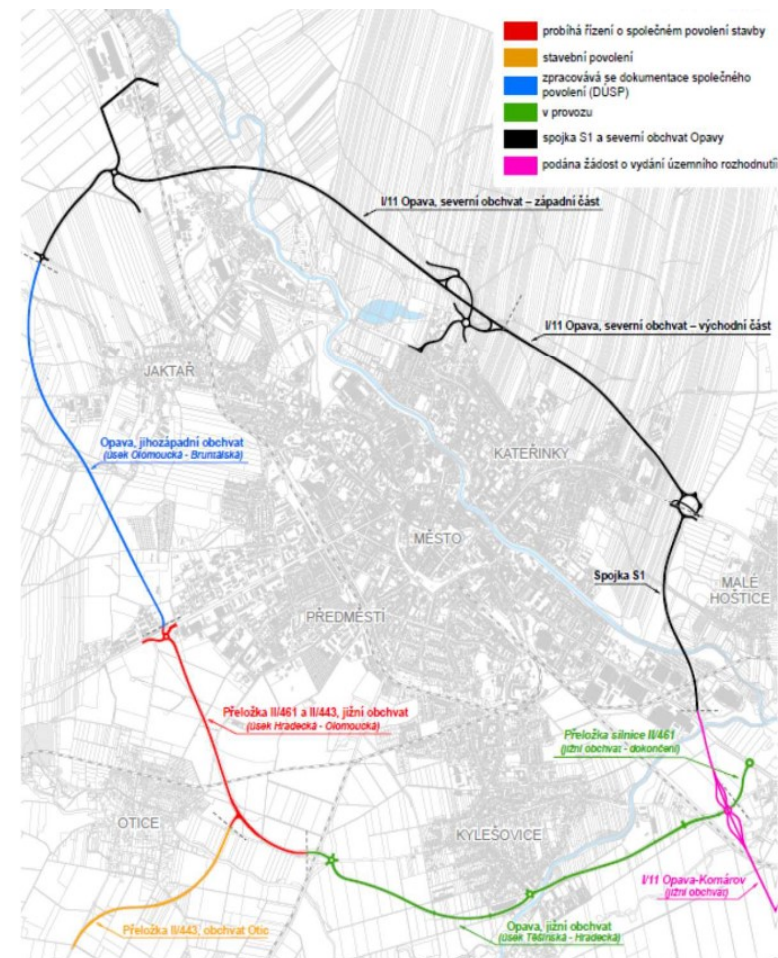 probíhá řízení o společném povolení stavby
stavební povolení
zpracovává se dokumentace společného
povolení (DÚSP)
v provozu
spojka S1 a severní obchvat Opavy
podána žádost o vydání územního rozhodnutí
I/11 Opava, severní obchvat – západní část
I/11 Opava, severní obchvat – východní část
JAKTAŘ
Opava, jihozápadní obchvat
(úsek Olomoucká - Bruntálská)
KATEŘINKY
MĚSTO
Spojka S1
MALÉ
HOŠTICE
PŘEDMĚSTÍ
Přeložka II/461 a II/443, jižní obchvat
(úsek Hradecká - Olomoucká)
Přeložka silnice II/461
(jižní obchvat - dokončení)
OTICE
KYLEŠOVICE
I/11 Opava-Komárov
(jižní obchvat)
Přeložka II/443, obchvat Otic
Opava, jižní obchvat
(úsek Těšínská - Hradecká)